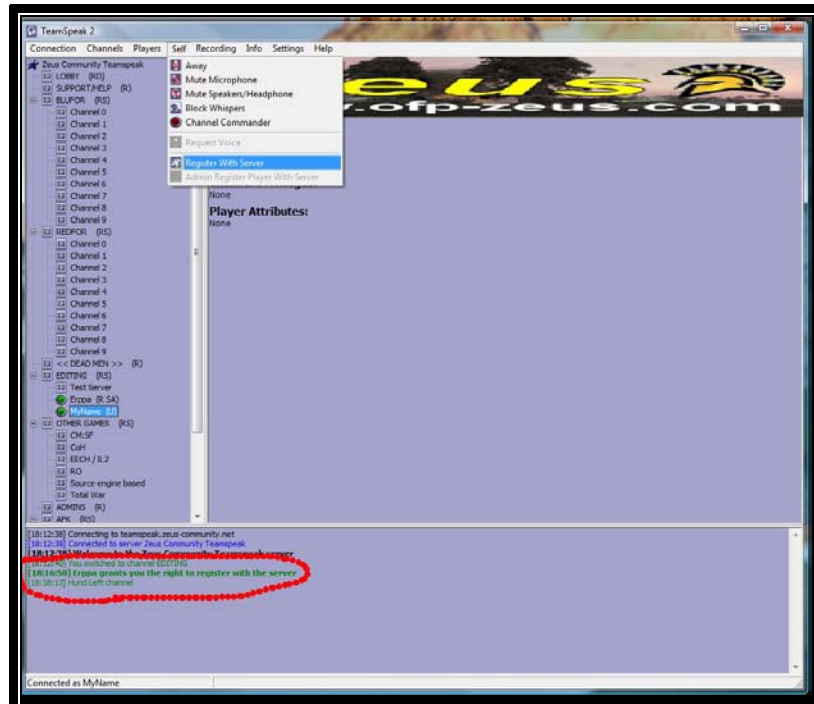 TeamSpeak 2
Connection Channels Players Self Recording Info Settings Help
Zeus Community Teamspeak
LOBBY (RD)
SUPPORT/HELP (R)
BLUFOR (RS)
Channel 0
Channel 1
Channel 2
Channel 3
Channel 4
Channel 5
Channel 6
Channel 7
Channel 8
Channel 9
REDFOR (RS)
Channel 0
Channel 1
Channel 2
Channel 3
Channel 4
Channel 5
Channel 6
Channel 7
Channel 8
Channel 9
<< DEAD MEN >> (R)
EDITING (RS)
Test Server
Erppa (R SA)
MyName (U)
OTHER GAMES (RS)
CM:SF
CoH
EECH / IL2
RO
Source engine based
Total War
ADMINS (R)
AFK (RS)
Away
Mute Microphone
Mute Speakers/Headphone
Block Whispers
Channel Commander
Request Voice
Register With Server
Admin Register Player With Server
eus
.ofp-zeus.com
None
Player Attributes:
None
[18:12:38] Connecting to teamspeak.zeus-community.net
[18:12:38] Connected to server Zeus Community Teamspeak
[18:12:38] Welcome to the Zeus Community Teamspeak server
You switched to channel EDITING
[18:16:50] Erppa grants you the right to register with the server
[18:18:17] Hund Left channel
Connected as MyName